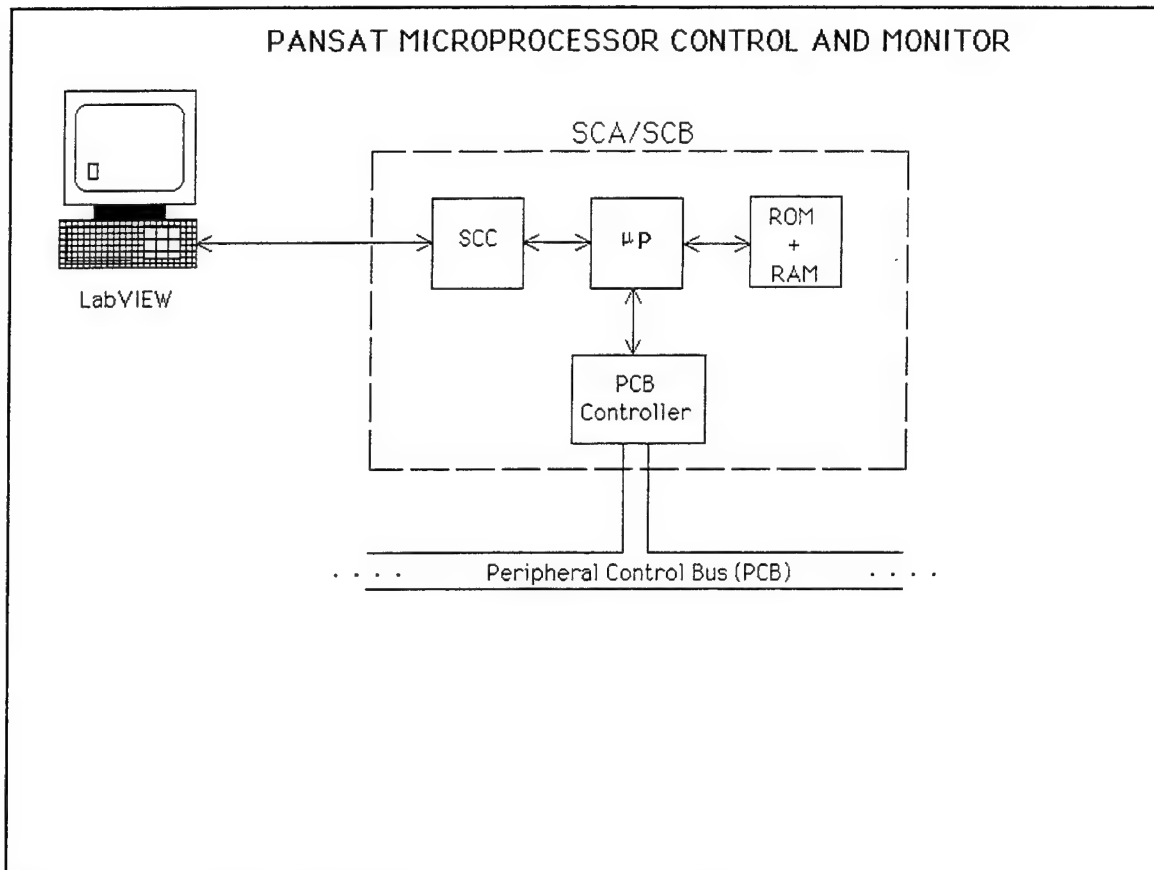 PANSAT MICROPROCESSOR CONTROL AND MONITOR
SCA/SCB
SCC
μP
ROM
+
RAM
LabVIEW
PCB
Controller
. . . . Peripheral Control Bus (PCB) . . . .